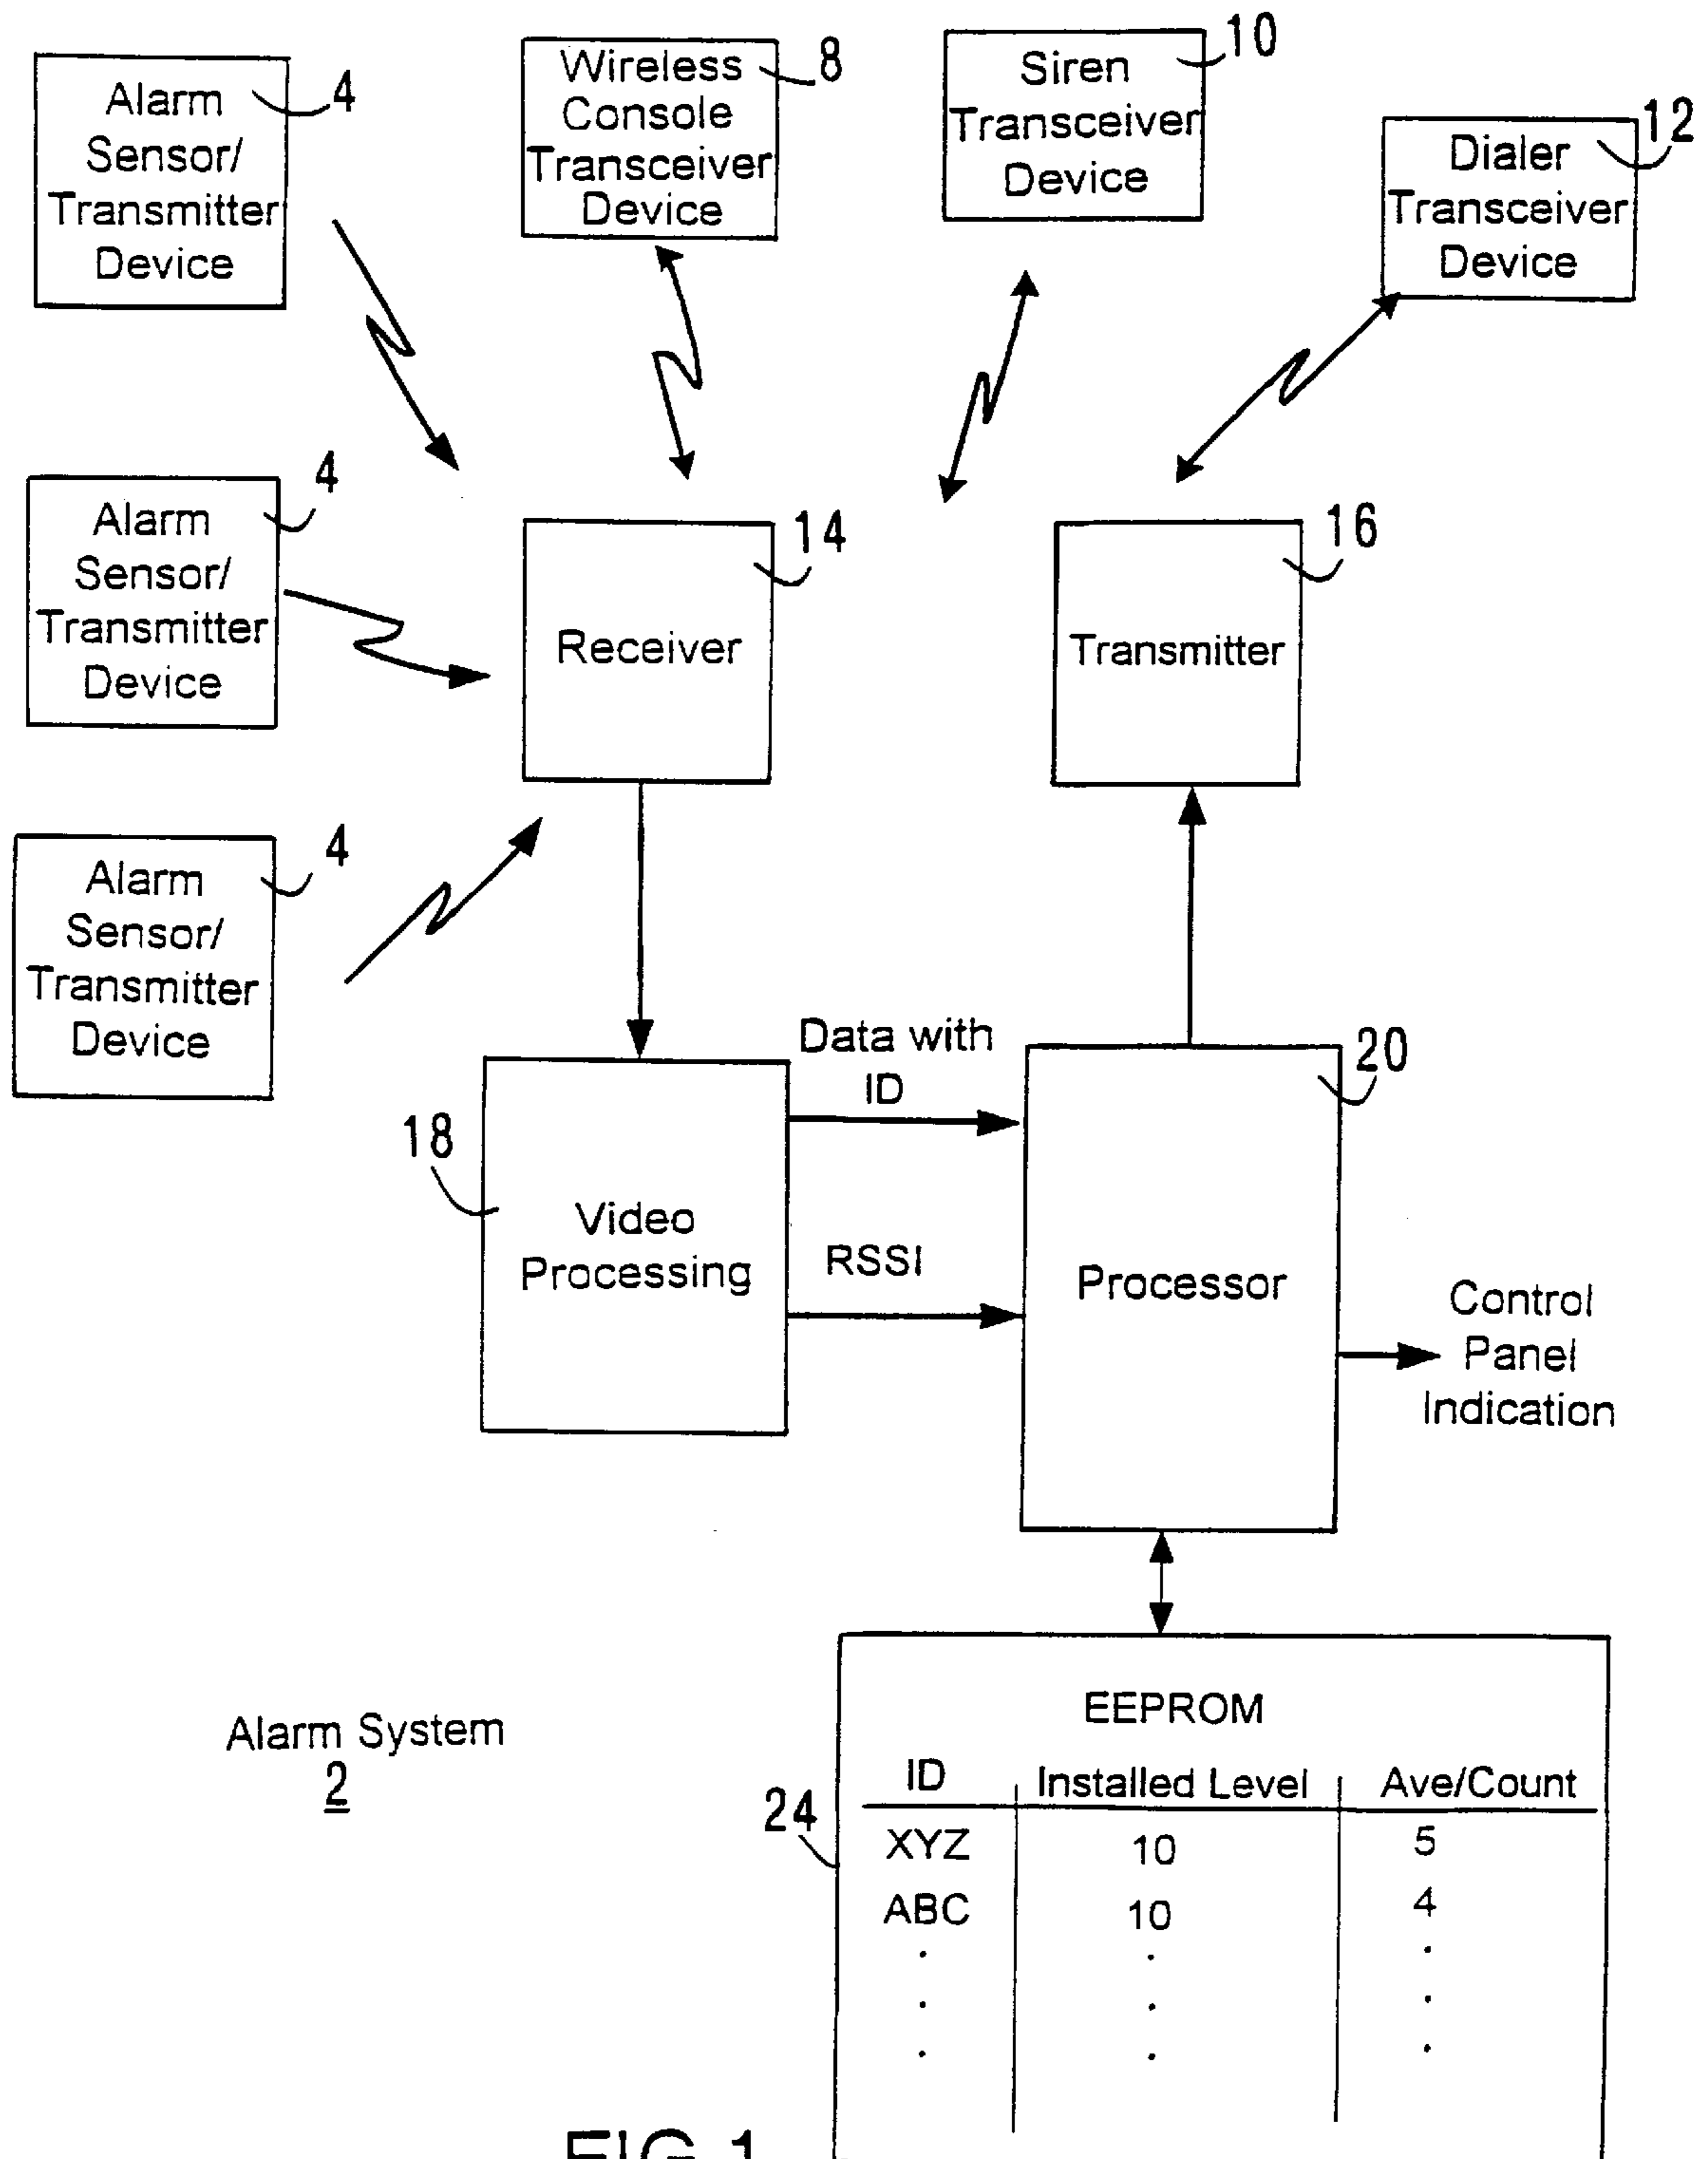 Alarm
Sensor/
Transmitter
Device
4
Wireless
Console
Transceiver
Device
8
Siren
Transceiver
Device
10
Dialer
Transceiver
Device
12
Alarm
Sensor/
Transmitter
Device
4
Receiver
14
Transmitter
16
Alarm
Sensor/
Transmitter
Device
4
Data with
ID
18
Video
Processing
RSSI
Processor
20
Control
Panel
Indication
Alarm System
2
EEPROM
24
ID Installed Level Ave/Count
XYZ 10 5
ABC 10 4
. . .
. . .
. . .
FIG 1